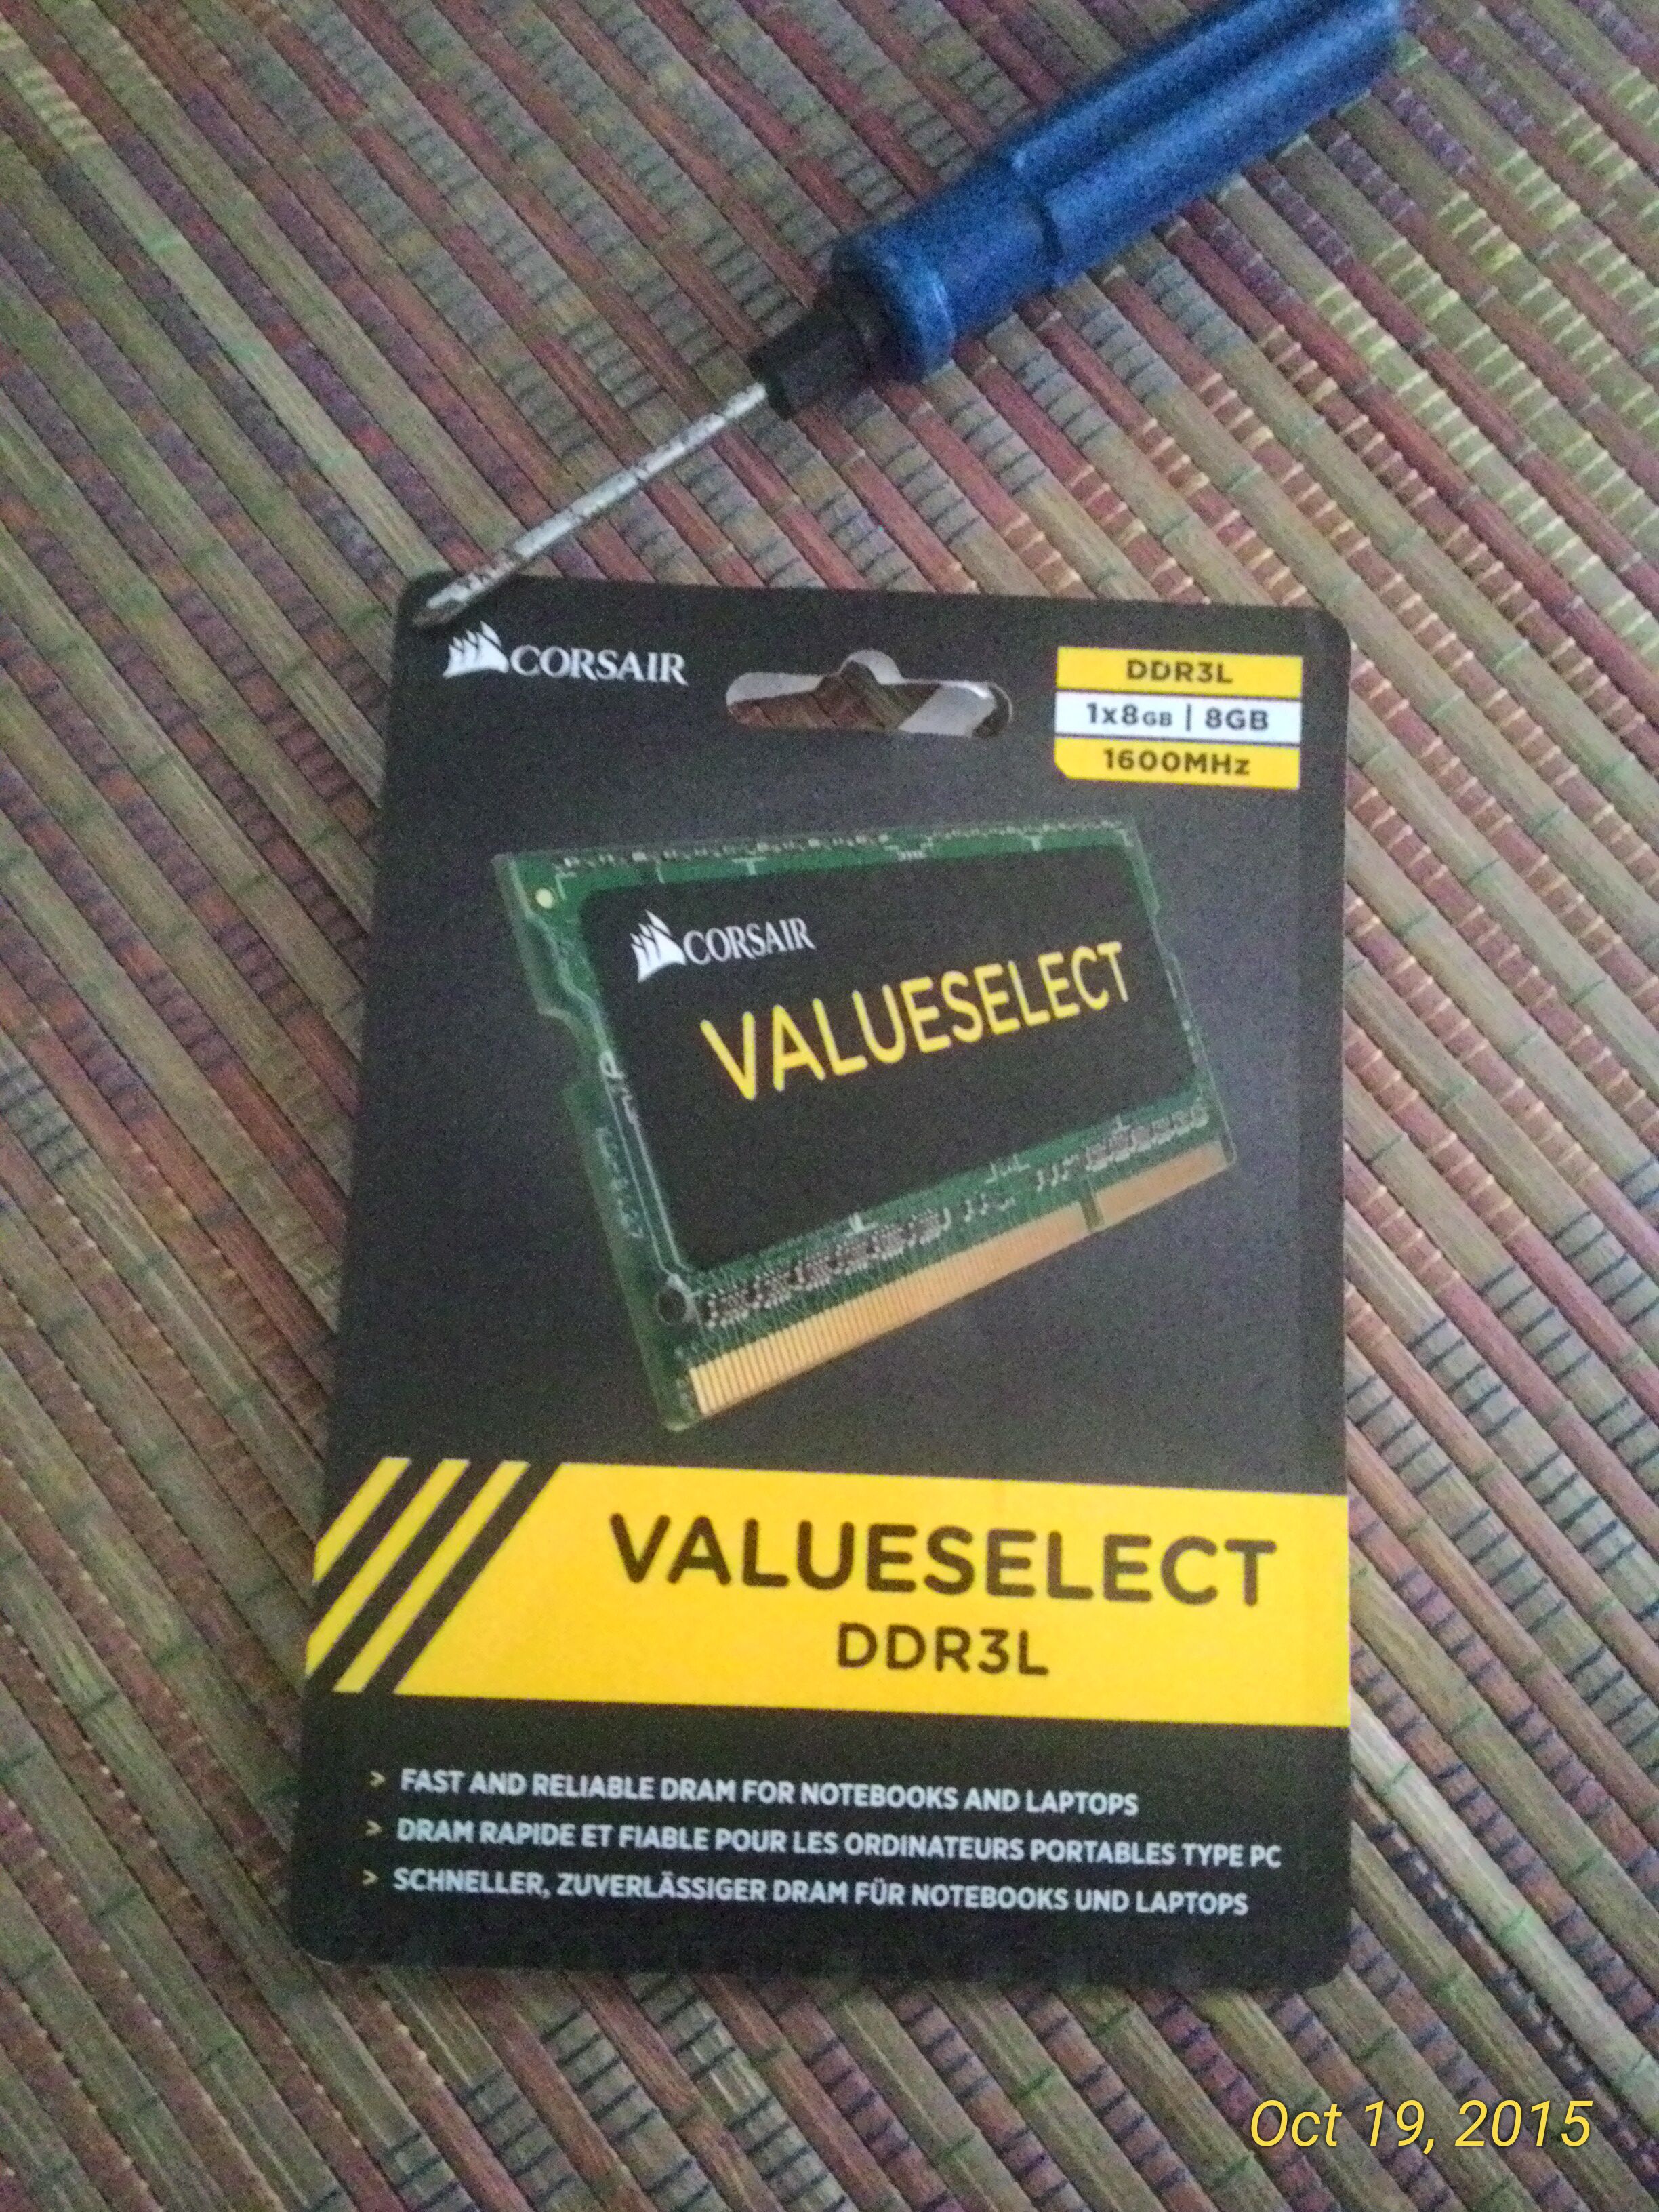 CORSAIR
DDR3L
1x8GB | 8GB
1600MHz
CORSAIR
VALUESELECT
VALUESELECT
DDR3L
> FAST AND RELIABLE DRAM FOR NOTEBOOKS AND LAPTOPS
> DRAM RAPIDE ET FIABLE POUR LES ORDINATEURS PORTABLES TYPE PC
> SCHNELLER, ZUVERLÄSSIGER DRAM FÜR NOTEBOOKS UND LAPTOPS
Oct 19, 2015